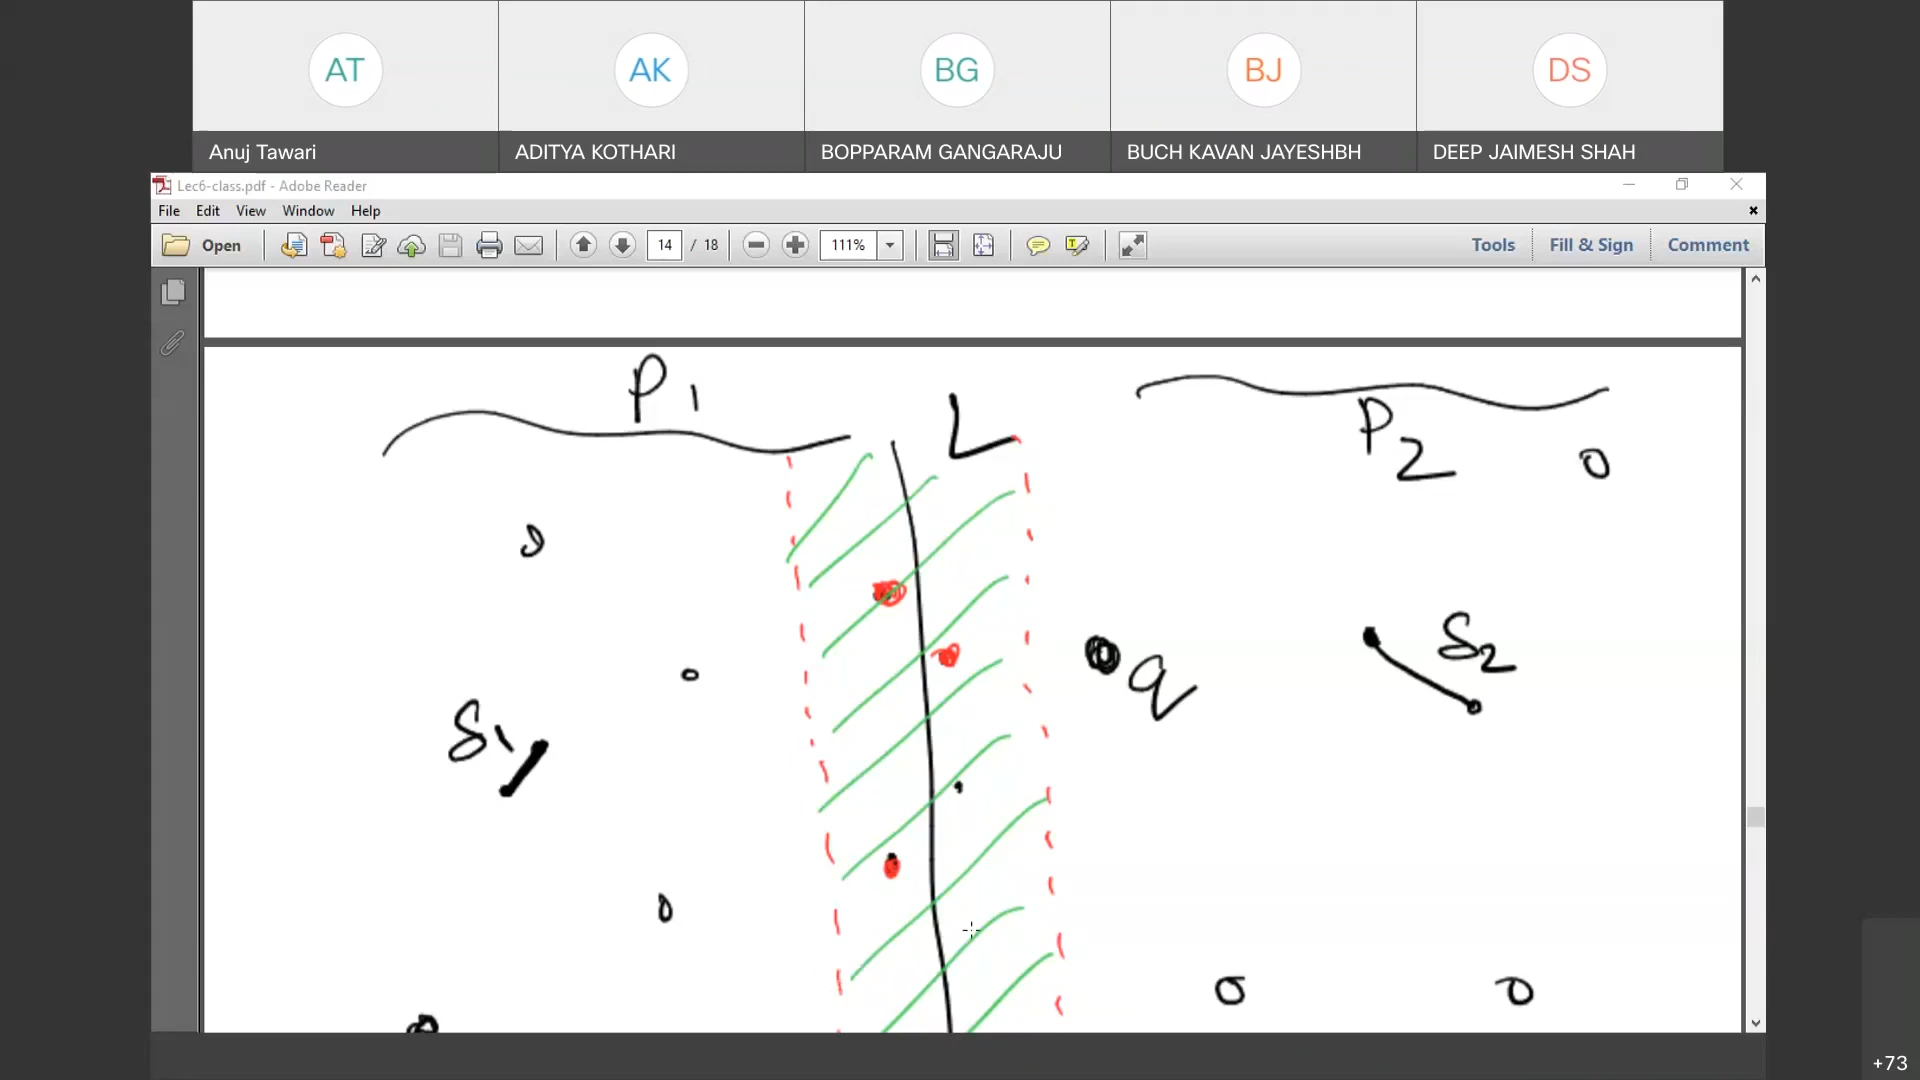 AT AK BG BJ DS
Anuj Tawari ADITYA KOTHARI BOPPARAM GANGARAJU BUCH KAVAN JAYESHBH DEEP JAIMESH SHAH
Lec6-class.pdf - Adobe Reader
File Edit View Window Help
Open 14 / 18 111% Tools Fill & Sign Comment
P1 L P2
q δ2
δ1
+73